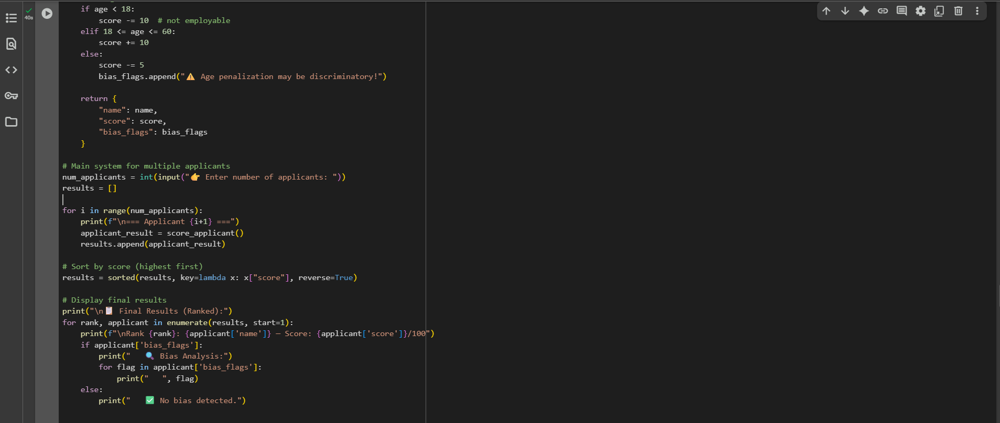 40s
    if age < 18:
        score -= 10  # not employable
    elif 18 <= age <= 60:
        score += 10
    else:
        score -= 5
        bias_flags.append("⚠️ Age penalization may be discriminatory!")

    return {
        "name": name,
        "score": score,
        "bias_flags": bias_flags
    }

# Main system for multiple applicants
num_applicants = int(input("👉 Enter number of applicants: "))
results = []

for i in range(num_applicants):
    print(f"\n=== Applicant {i+1} ===")
    applicant_result = score_applicant()
    results.append(applicant_result)

# Sort by score (highest first)
results = sorted(results, key=lambda x: x["score"], reverse=True)

# Display final results
print("\n📋 Final Results (Ranked):")
for rank, applicant in enumerate(results, start=1):
    print(f"\nRank {rank}: {applicant['name']} — Score: {applicant['score']}/100")
    if applicant['bias_flags']:
        print("   🔍 Bias Analysis:")
        for flag in applicant['bias_flags']:
            print("   ", flag)
    else:
        print("   ✅ No bias detected.")